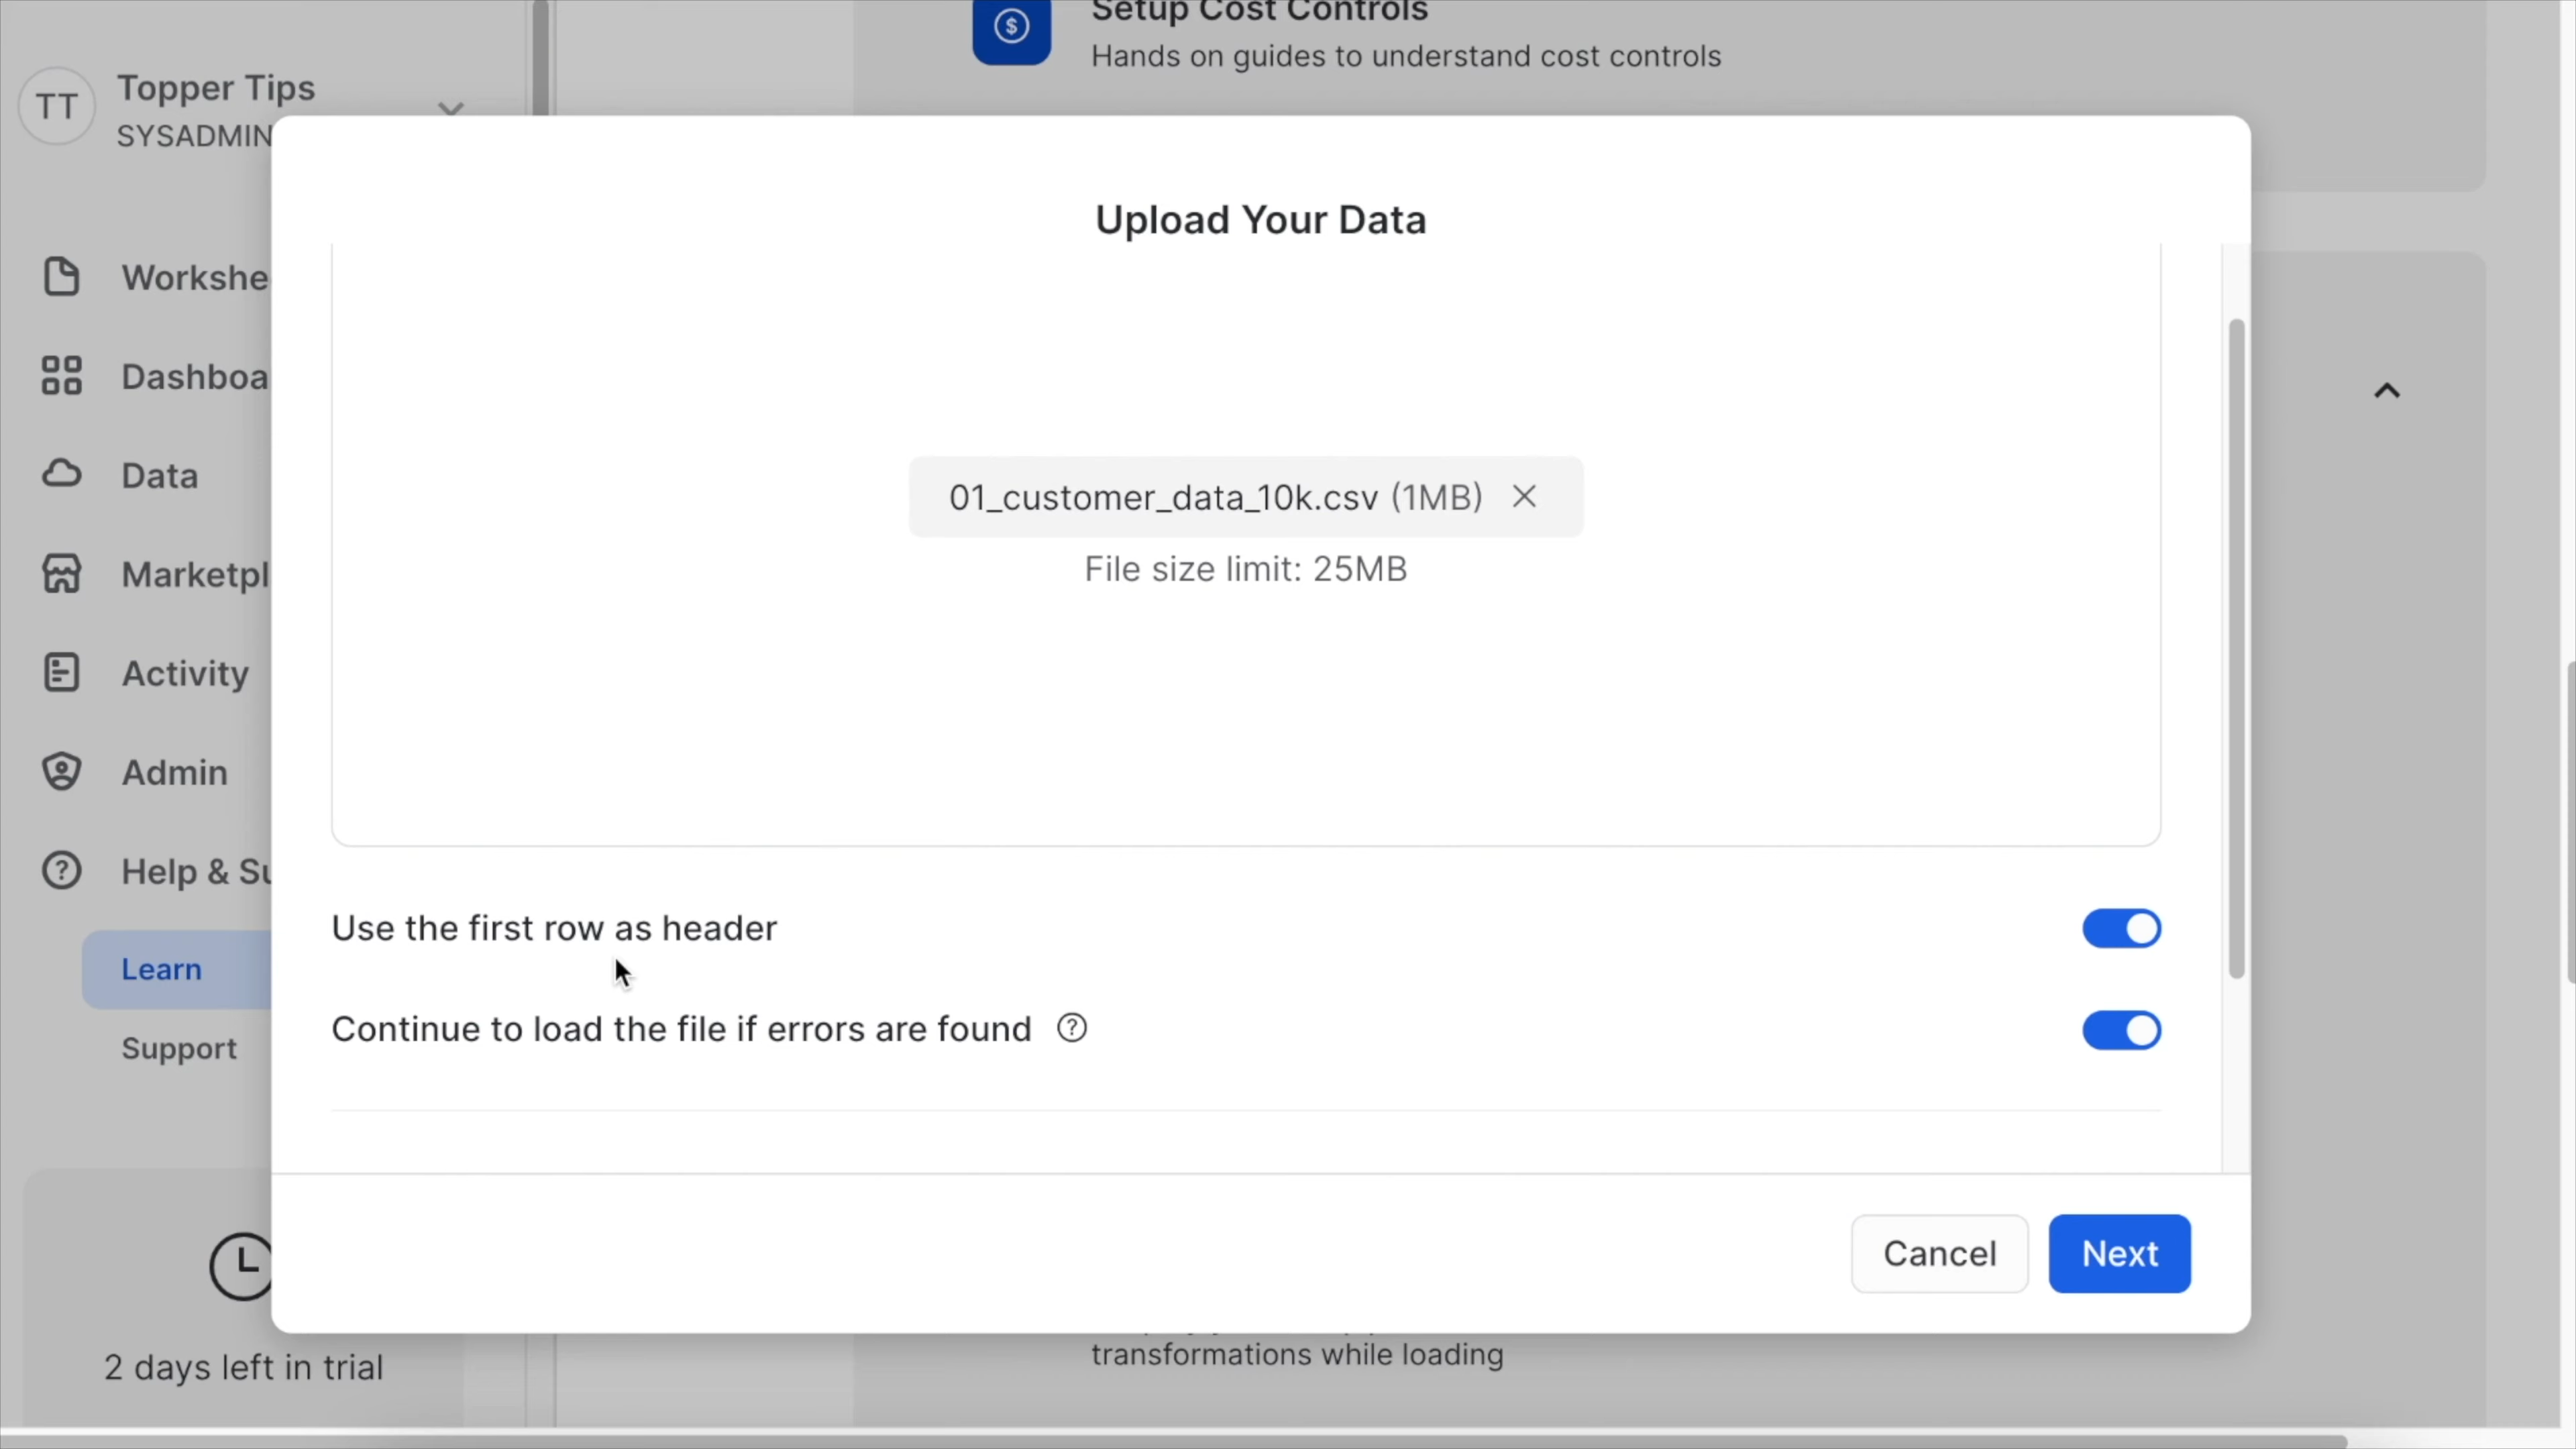 Setup Cost Controls
Hands on guides to understand cost controls
TT
Topper Tips
SYSADMIN
Upload Your Data
Workshe
Dashboa
Data
01_customer_data_10k.csv (1MB)
File size limit: 25MB
Marketpl
Activity
Admin
Help & Su
Use the first row as header
Learn
Continue to load the file if errors are found
Support
Cancel
Next
2 days left in trial
transformations while loading